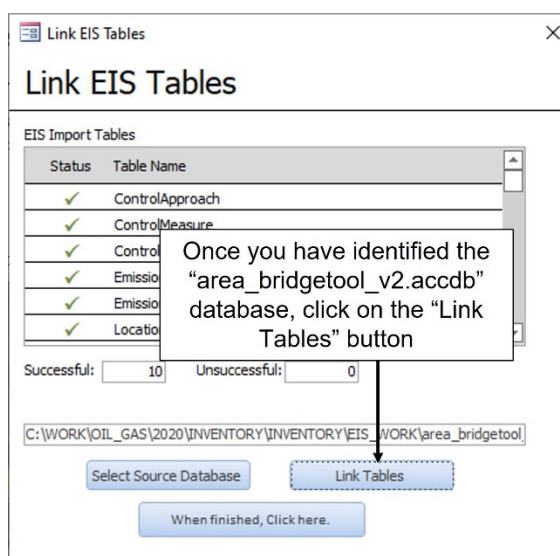 Link EIS Tables
Link EIS Tables
EIS Import Tables
Status Table Name
ControlApproach
ControlMeasure
Once you have identified the
“area_bridgetool_v2.accdb”
database, click on the “Link
Tables” button
Successful: 10 Unsuccessful: 0
C:\WORK\OIL_GAS\2020\INVENTORY\INVENTORY\EIS_WORK\area_bridgetool_
Select Source Database Link Tables
When finished, Click here.